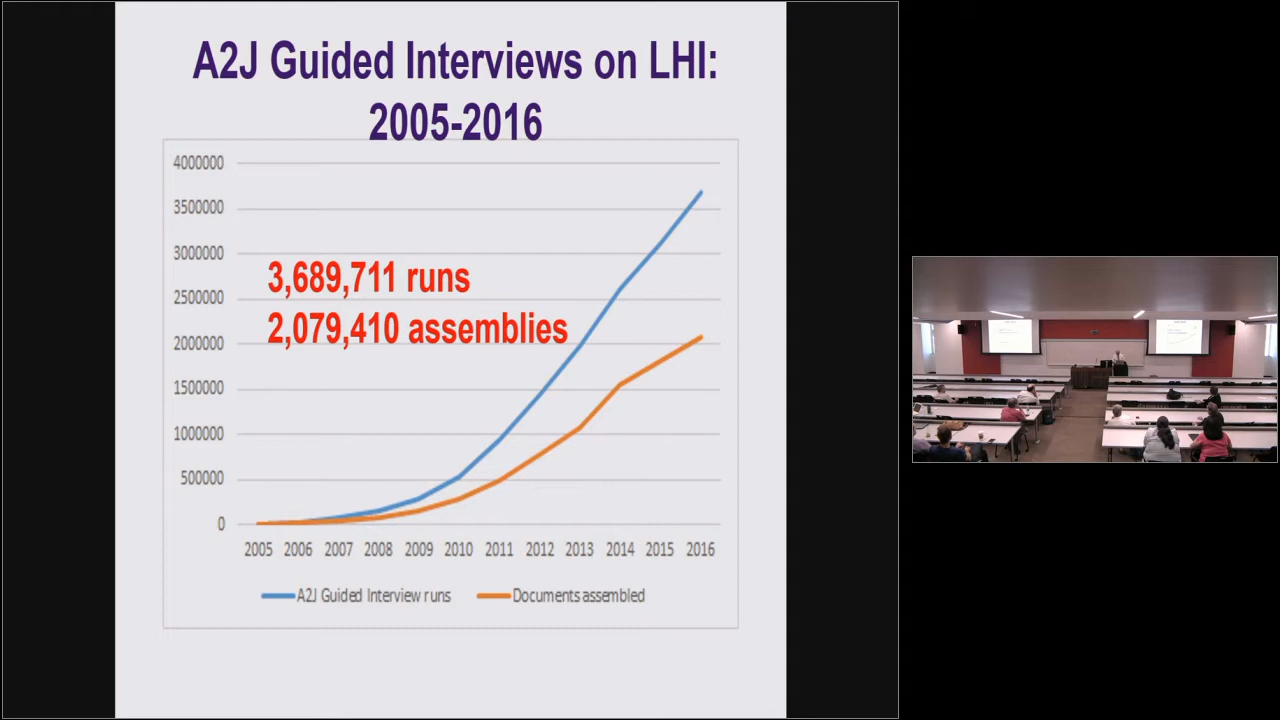 A2J Guided Interviews on LHI:
2005-2016
4000000
3500000
3000000
2500000
2000000
1500000
1000000
500000
0
3,689,711 runs
2,079,410 assemblies
2005 2006 2007 2008 2009 2010 2011 2012 2013 2014 2015 2016
A2J Guided Interview runs
Documents assembled